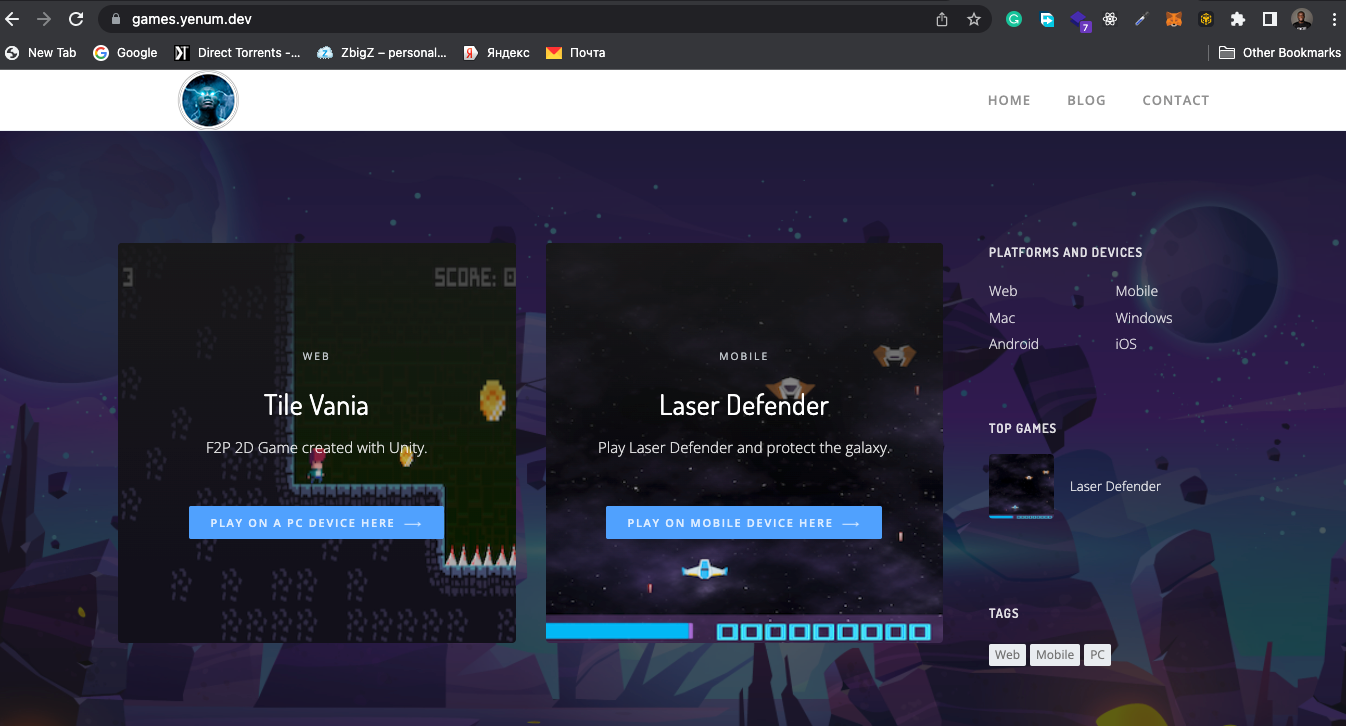 games.yenum.dev
7
New Tab
Google
Direct Torrents -...
ZbigZ – personal...
Яндекс
Почта
Other Bookmarks
HOME
BLOG
CONTACT
3
SCORE: 0
WEB
Tile Vania
F2P 2D Game created with Unity.
PLAY ON A PC DEVICE HERE ⟶
MOBILE
Laser Defender
Play Laser Defender and protect the galaxy.
PLAY ON MOBILE DEVICE HERE ⟶
PLATFORMS AND DEVICES
Web Mobile
Mac Windows
Android iOS
TOP GAMES
Laser Defender
TAGS
Web Mobile PC